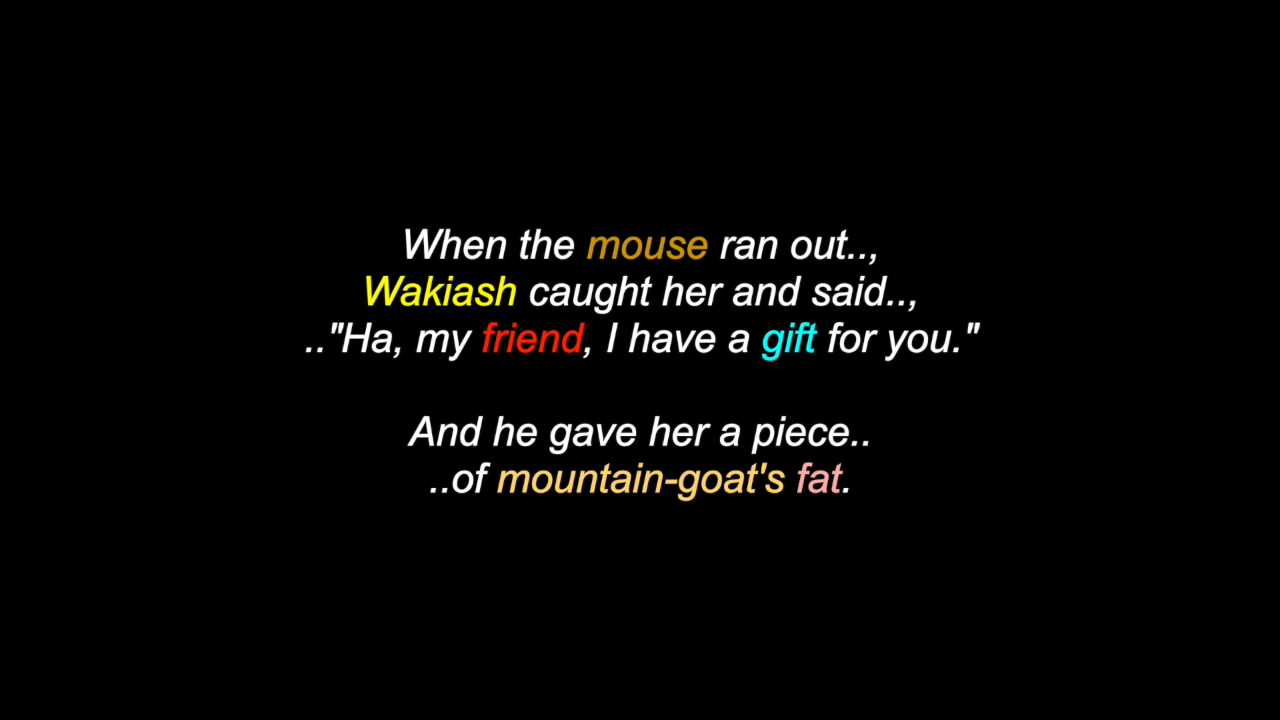 When the mouse ran out..,
Wakiash caught her and said..,
.."Ha, my friend, I have a gift for you."
And he gave her a piece..
..of mountain-goat's fat.